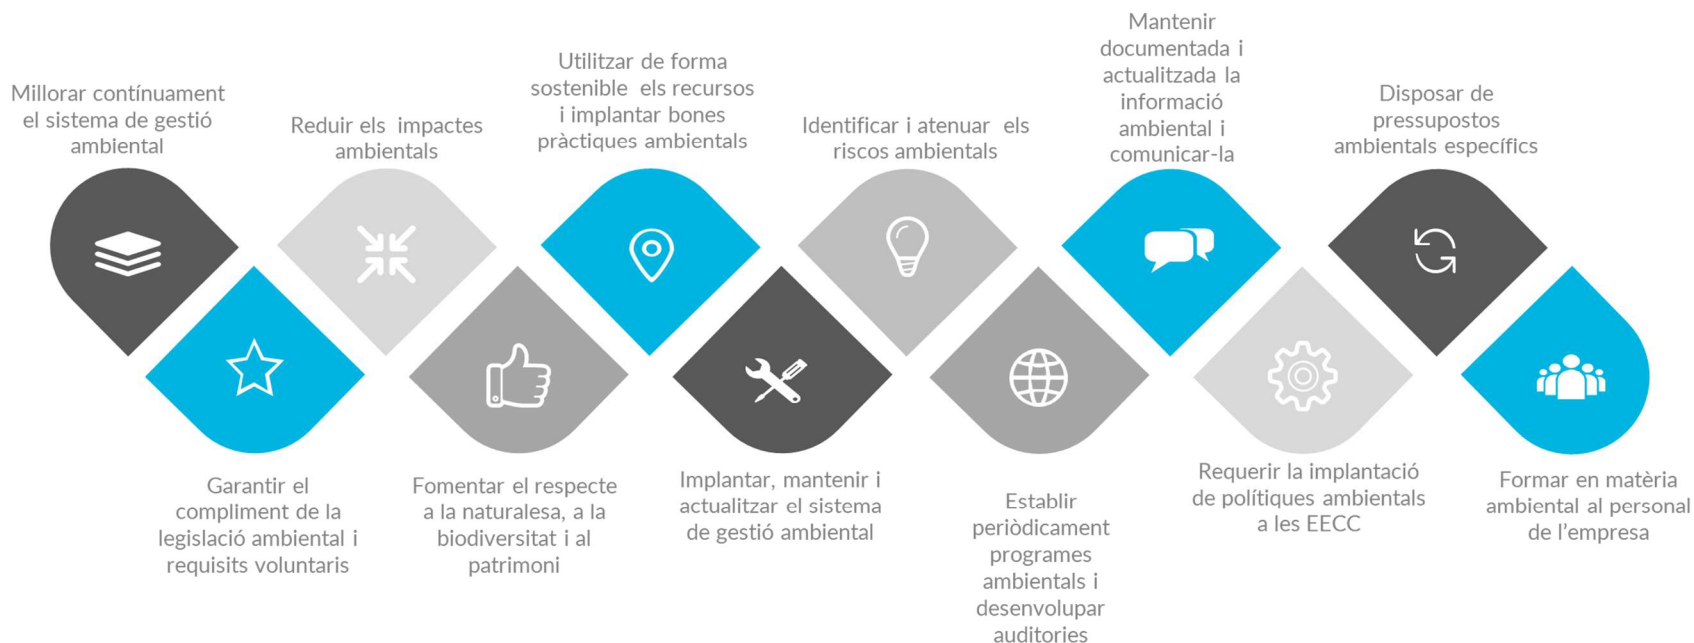 Millorar contínuament
el sistema de gestió
ambiental
Garantir el
compliment de la
legislació ambiental i
requisits voluntaris
Reduir els impactes
ambientals
Fomentar el respecte
a la naturalesa, a la
biodiversitat i al
patrimoni
Utilitzar de forma
sostenible els recursos
i implantar bones
pràctiques ambientals
Implantar, mantenir i
actualitzar el sistema
de gestió ambiental
Identificar i atenuar els
riscos ambientals
Establir
periòdicament
programes
ambientals i
desenvolupar
auditories
Mantenir
documentada i
actualitzada la
informació
ambiental i
comunicar-la
Requerir la implantació
de polítiques ambientals
a les EECC
Disposar de
pressupostos
ambientals específics
Formar en matèria
ambiental al personal
de l'empresa